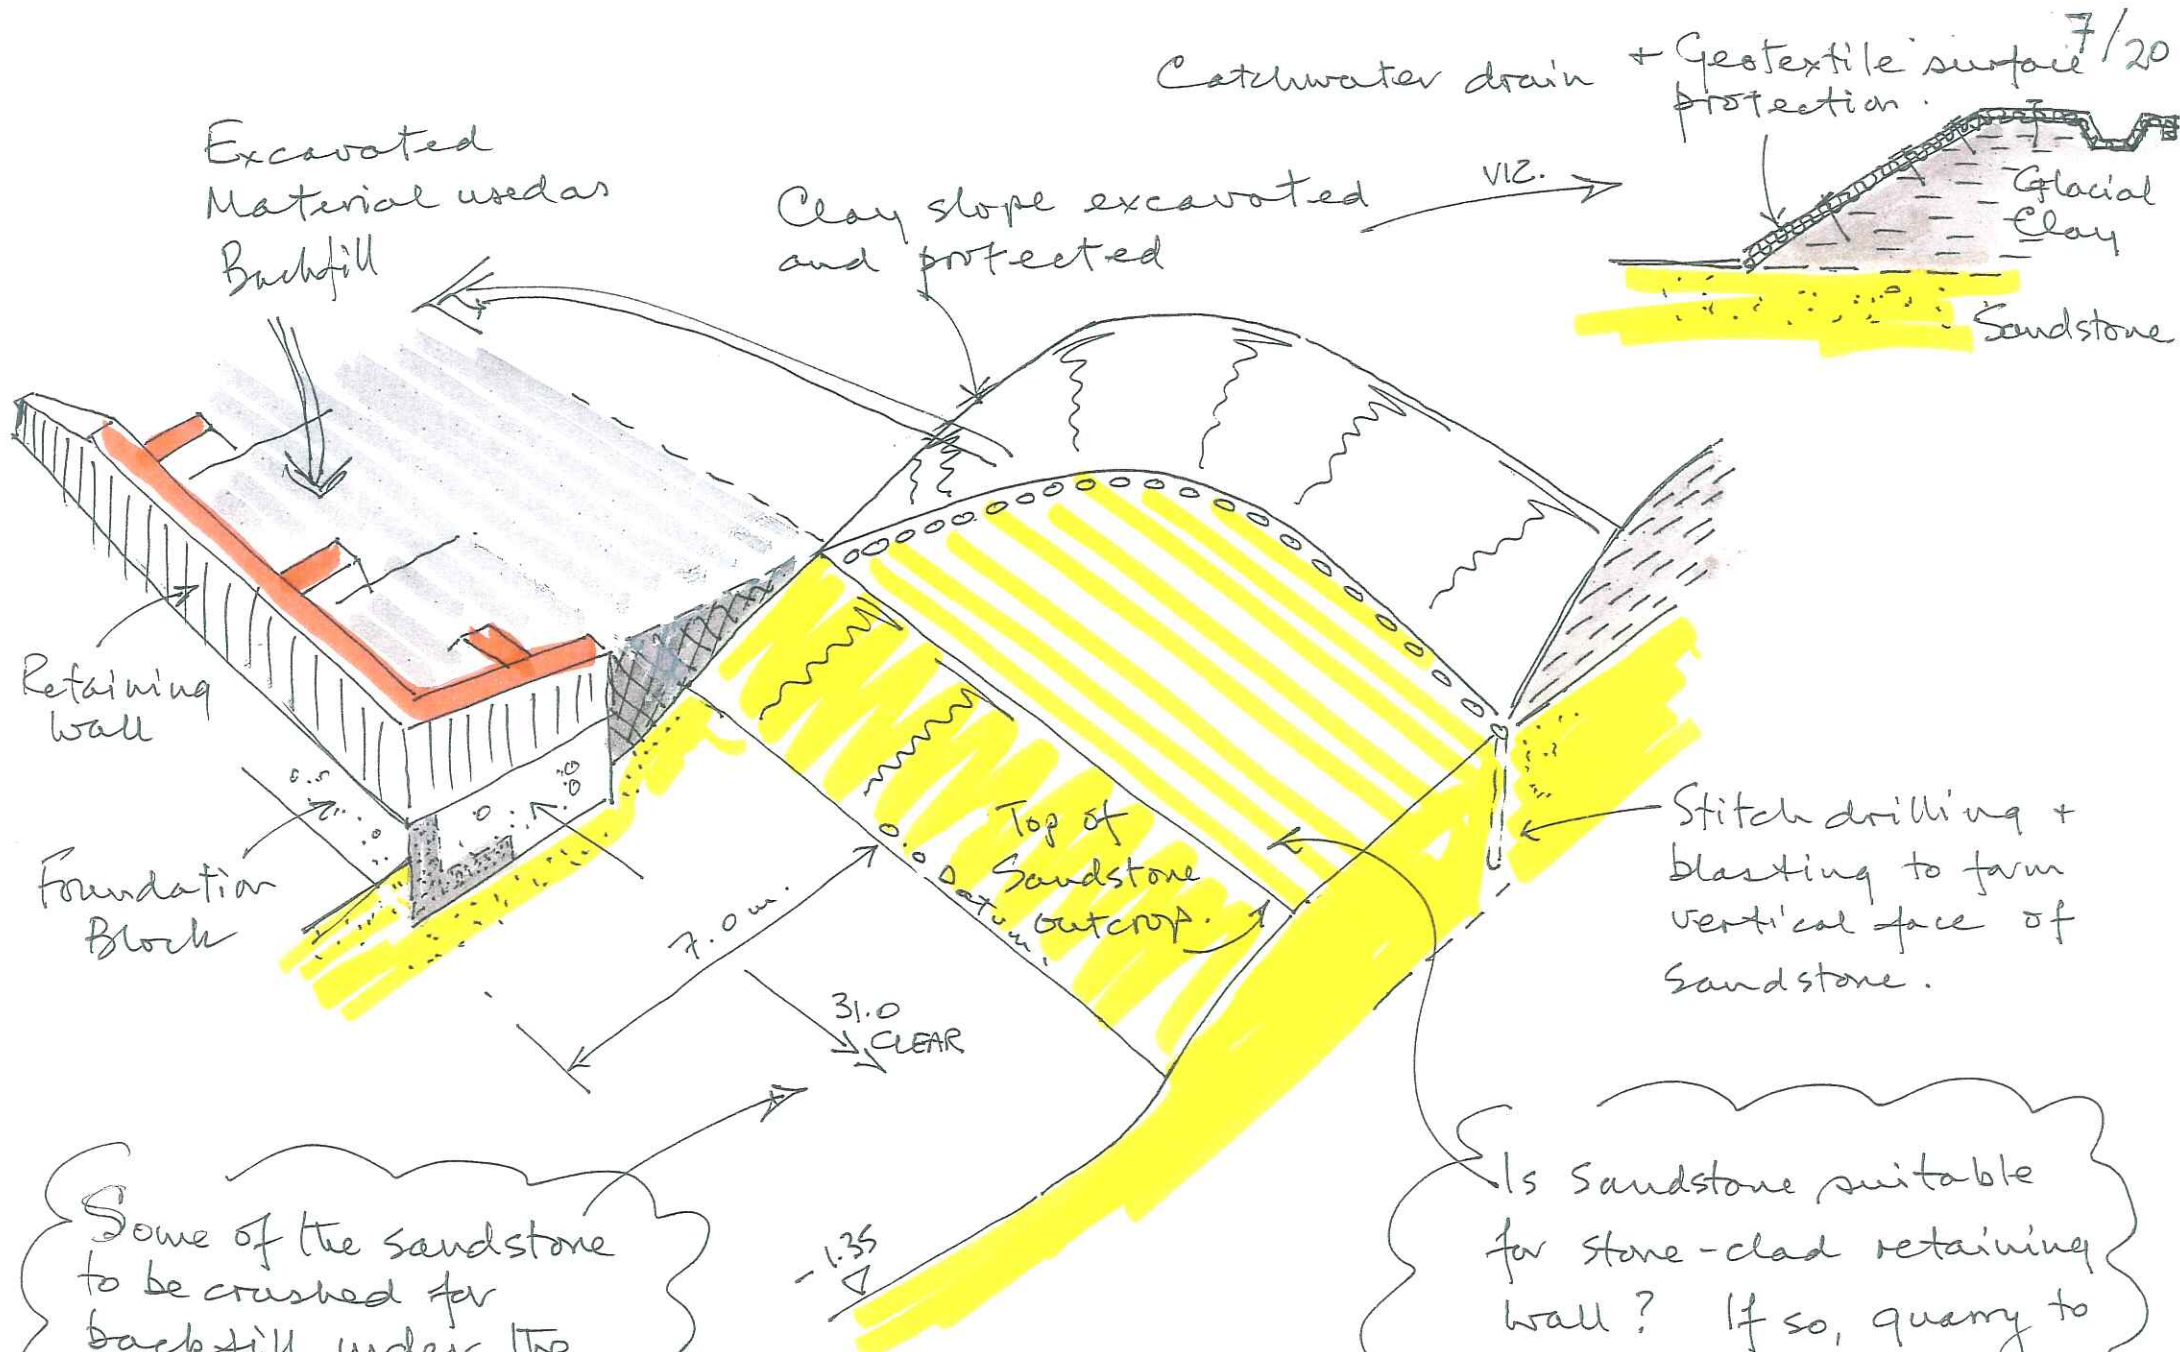 7/20
Catchwater drain + Geotextile surface
protection.
Excavated
Material used as
Backfill
Clay slope excavated
and protected
VIZ.
Glacial
Clay
Sandstone
Retaining
wall
Foundation
Block
7.0 m.
Datum
31.0
CLEAR
Top of
Sandstone
outcrop.
Stitch drilling +
blasting to form
vertical face of
sandstone.
-1.35
Some of the sandstone
to be crushed for
backfill under the
Is sandstone suitable
for stone-clad retaining
wall? If so, quarry to